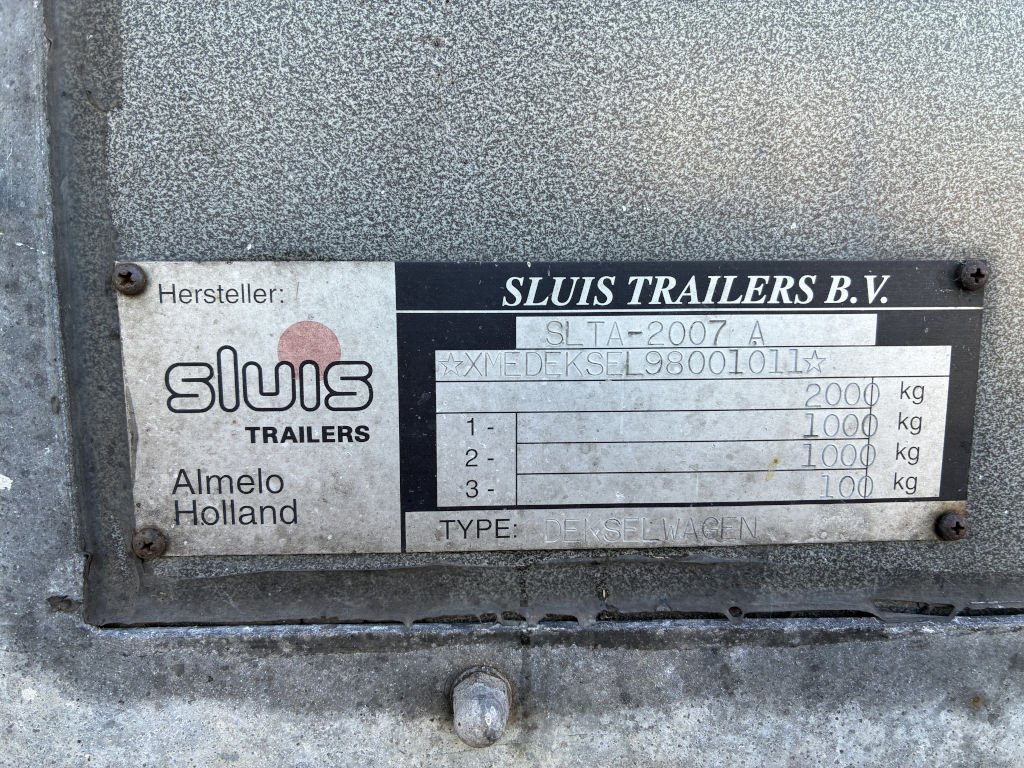 Hersteller:
sluis
TRAILERS
Almelo
Holland
SLUIS TRAILERS B.V.
SLTA-2007 A
☆XMEDEKSEL98001011☆
2000 kg
1 - 1000 kg
2 - 1000 kg
3 - 100 kg
TYPE: DEKSELWAGEN